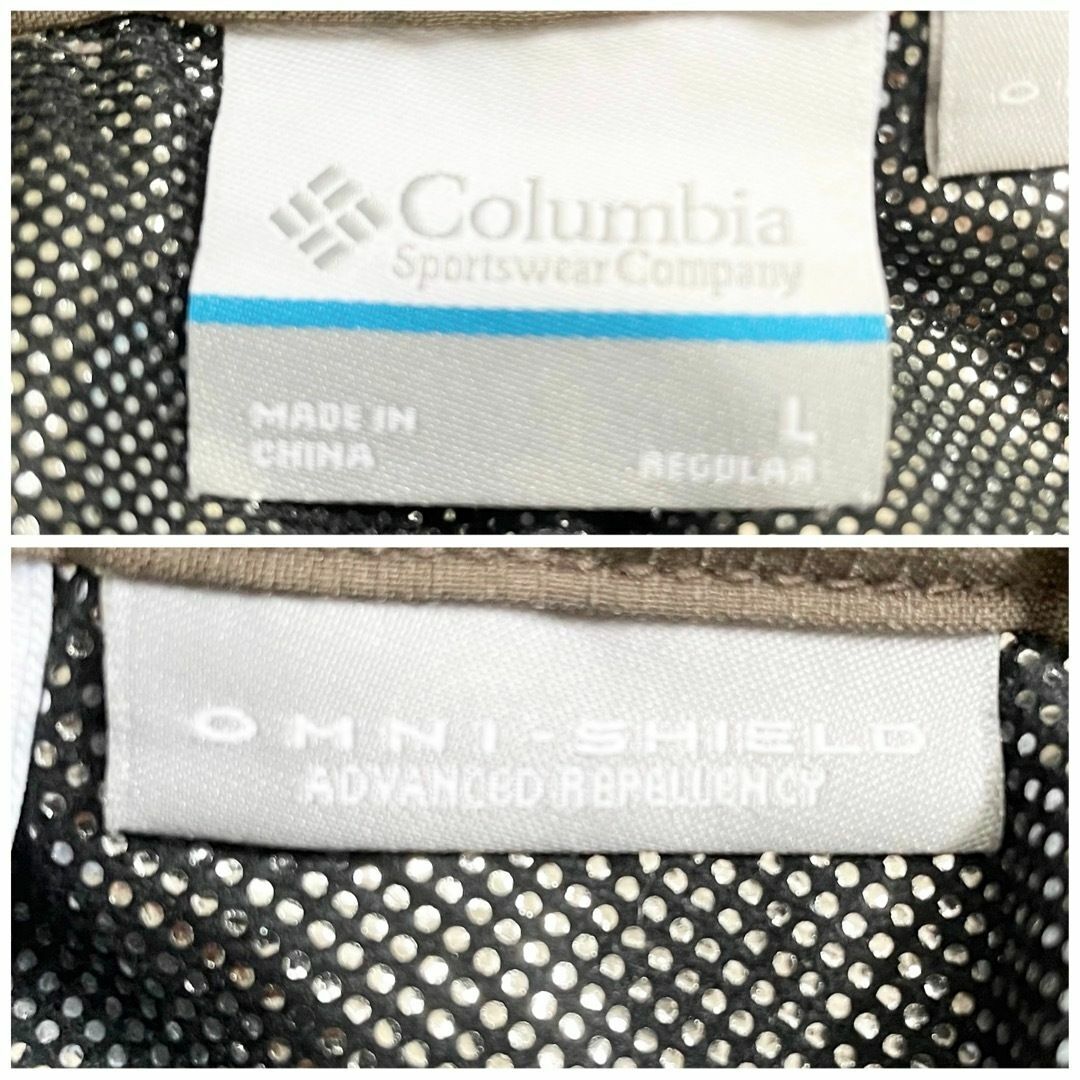 Columbia
Sportswear Company
MADE IN
CHINA
L
REGULAR
O
OMNI-SHIELD
ADVANCED REPELLENCY